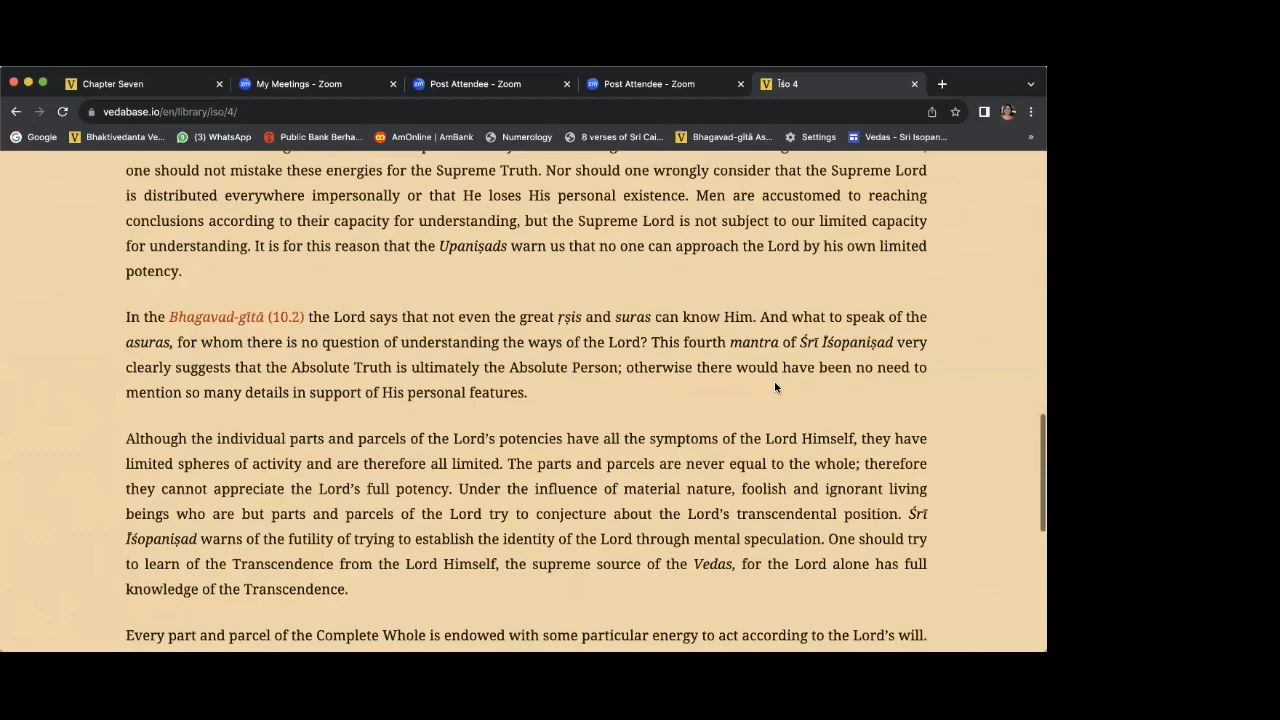 Chapter Seven
My Meetings - Zoom
Post Attendee - Zoom
Post Attendee - Zoom
Īśo 4
vedabase.io/en/library/iso/4/
Google
Bhaktivedanta Ve...
(3) WhatsApp
Public Bank Berha...
AmOnline | AmBank
Numerology
8 verses of Sri Cai...
Bhagavad-gītā As...
Settings
Vedas - Sri Isopan...
one should not mistake these energies for the Supreme Truth. Nor should one wrongly consider that the Supreme Lord
is distributed everywhere impersonally or that He loses His personal existence. Men are accustomed to reaching
conclusions according to their capacity for understanding, but the Supreme Lord is not subject to our limited capacity
for understanding. It is for this reason that the Upaniṣads warn us that no one can approach the Lord by his own limited
potency.
In the Bhagavad-gītā (10.2) the Lord says that not even the great ṛṣis and suras can know Him. And what to speak of the
asuras, for whom there is no question of understanding the ways of the Lord? This fourth mantra of Śrī Īśopaniṣad very
clearly suggests that the Absolute Truth is ultimately the Absolute Person; otherwise there would have been no need to
mention so many details in support of His personal features.
Although the individual parts and parcels of the Lord’s potencies have all the symptoms of the Lord Himself, they have
limited spheres of activity and are therefore all limited. The parts and parcels are never equal to the whole; therefore
they cannot appreciate the Lord’s full potency. Under the influence of material nature, foolish and ignorant living
beings who are but parts and parcels of the Lord try to conjecture about the Lord’s transcendental position. Śrī
Īśopaniṣad warns of the futility of trying to establish the identity of the Lord through mental speculation. One should try
to learn of the Transcendence from the Lord Himself, the supreme source of the Vedas, for the Lord alone has full
knowledge of the Transcendence.
Every part and parcel of the Complete Whole is endowed with some particular energy to act according to the Lord’s will.